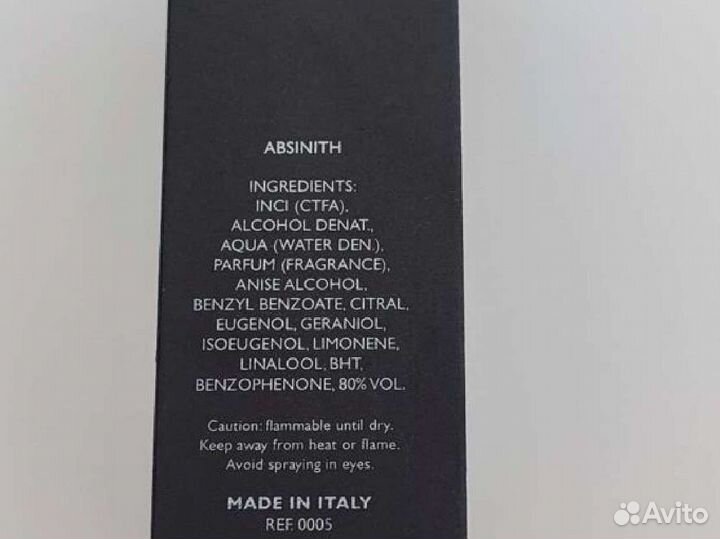 ABSINITH
INGREDIENTS:
INCI (CTFA),
ALCOHOL DENAT.,
AQUA (WATER DEN.),
PARFUM (FRAGRANCE),
ANISE ALCOHOL,
BENZYL BENZOATE, CITRAL,
EUGENOL, GERANIOL,
ISOEUGENOL, LIMONENE,
LINALOOL, BHT,
BENZOPHENONE, 80% VOL.
Caution: flammable until dry.
Keep away from heat or flame.
Avoid spraying in eyes.
MADE IN ITALY
REF. 0005
Avito